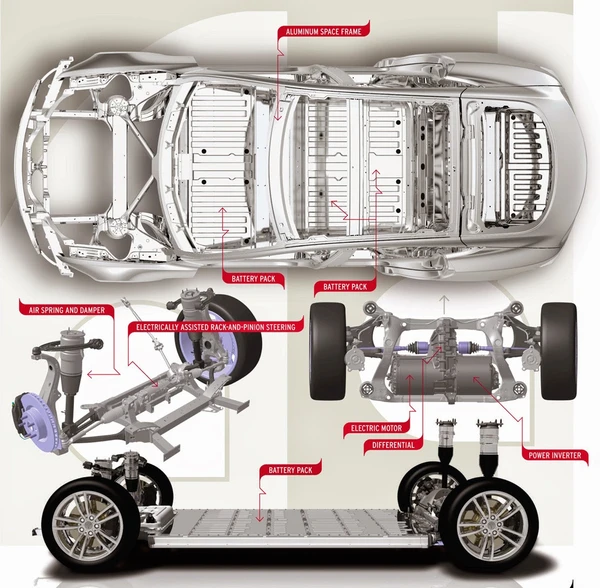 ALUMINUM SPACE FRAME
BATTERY PACK
BATTERY PACK
AIR SPRING AND DAMPER
ELECTRICALLY ASSISTED RACK-AND-PINION STEERING
ELECTRIC MOTOR
DIFFERENTIAL
POWER INVERTER
BATTERY PACK